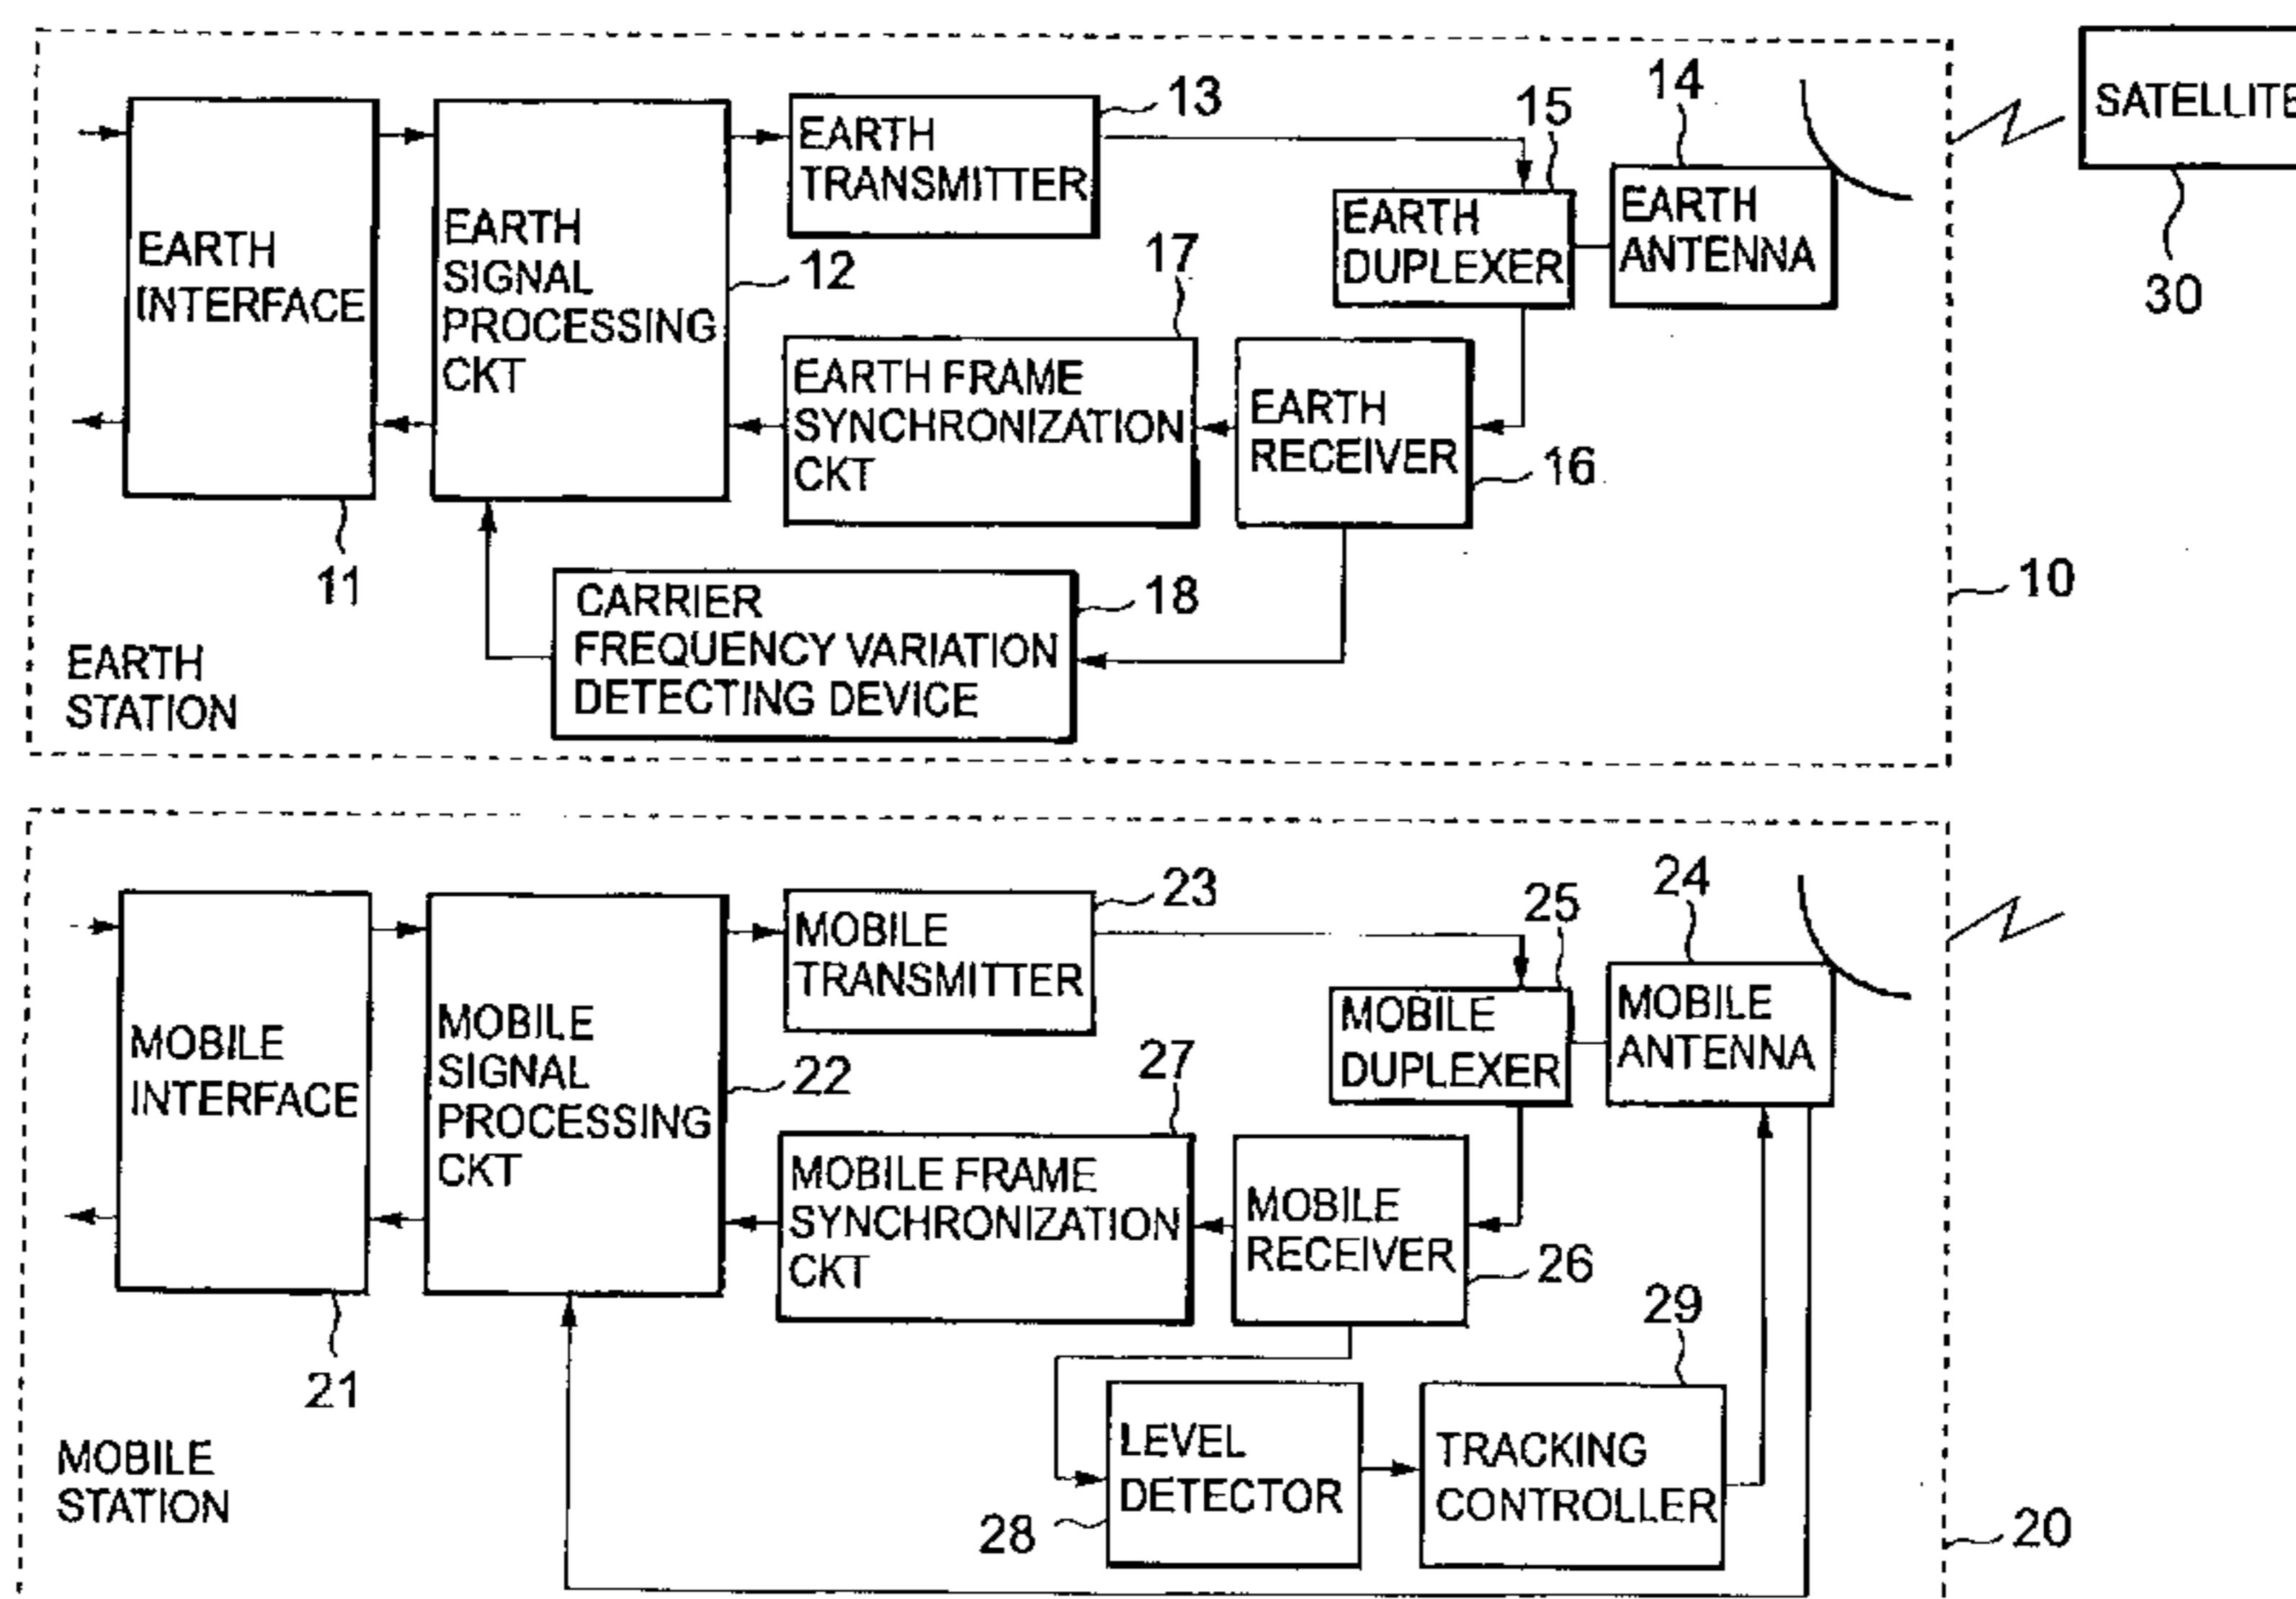 13
14
15
SATELLITE
30
EARTH
TRANSMITTER
EARTH
INTERFACE
EARTH
SIGNAL
PROCESSING
CKT
12
17
EARTH
DUPLEXER
EARTH
ANTENNA
EARTH FRAME
SYNCHRONIZATION
CKT
EARTH
RECEIVER
16
11
CARRIER
FREQUENCY VARIATION
DETECTING DEVICE
18
10
EARTH
STATION
23
24
25
MOBILE
TRANSMITTER
MOBILE
INTERFACE
MOBILE
SIGNAL
PROCESSING
CKT
22
27
MOBILE
DUPLEXER
MOBILE
ANTENNA
MOBILE FRAME
SYNCHRONIZATION
CKT
MOBILE
RECEIVER
26
29
21
LEVEL
DETECTOR
28
TRACKING
CONTROLLER
MOBILE
STATION
20